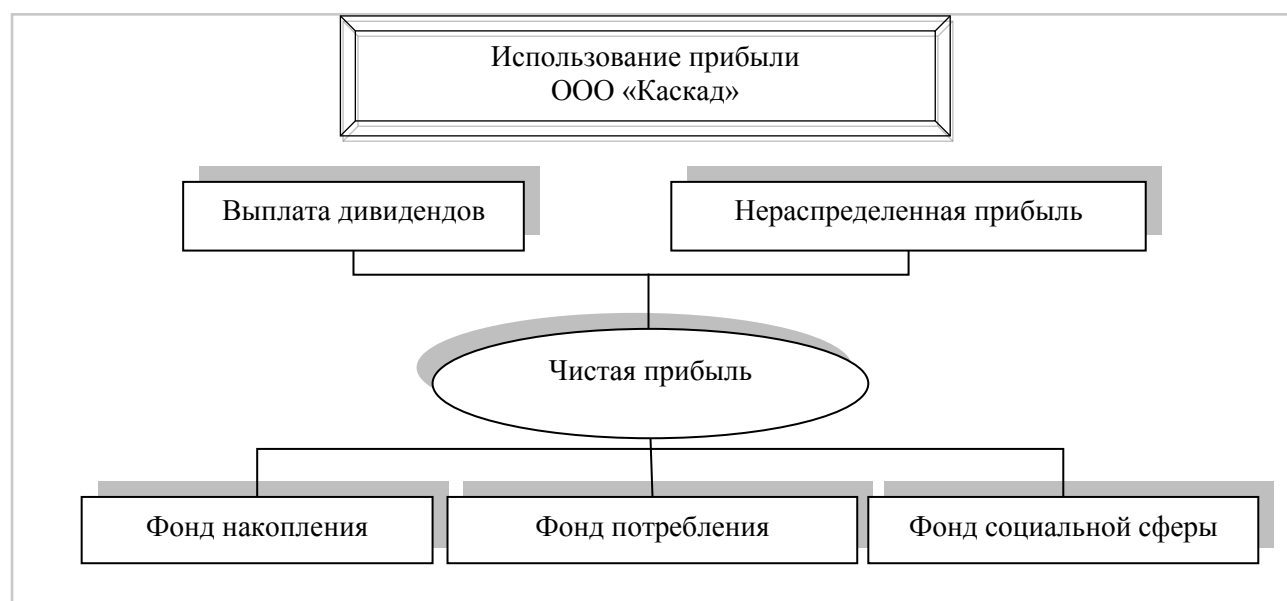 Использование прибыли
ООО «Каскад»
Выплата дивидендов
Нераспределенная прибыль
Чистая прибыль
Фонд накопления
Фонд потребления
Фонд социальной сферы